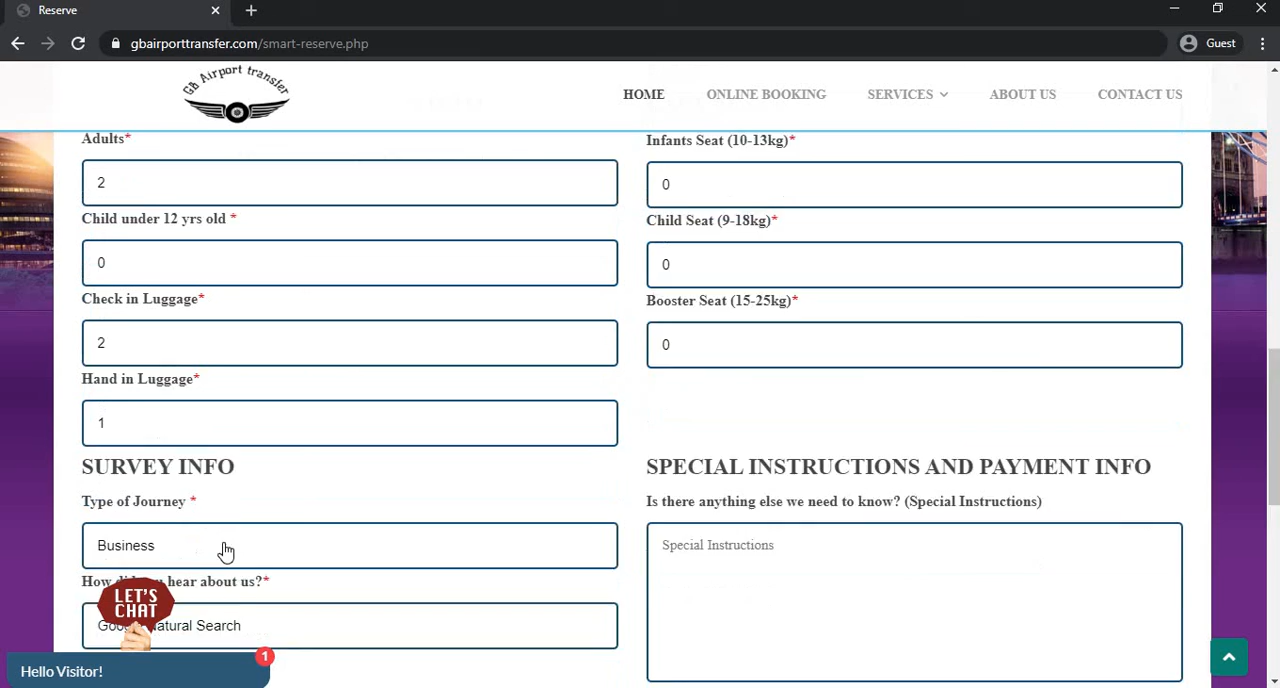 Reserve
gbairporttransfer.com/smart-reserve.php
Guest
Gb Airport transfer
HOME
ONLINE BOOKING
SERVICES
ABOUT US
CONTACT US
Adults*
Infants Seat (10-13kg)*
2
0
Child under 12 yrs old *
Child Seat (9-18kg)*
0
0
Check in Luggage*
Booster Seat (15-25kg)*
2
0
Hand in Luggage*
1
SURVEY INFO
SPECIAL INSTRUCTIONS AND PAYMENT INFO
Type of Journey *
Is there anything else we need to know? (Special Instructions)
Business
Special Instructions
How did you hear about us?*
LET'S
CHAT
Google Natural Search
1
Hello Visitor!